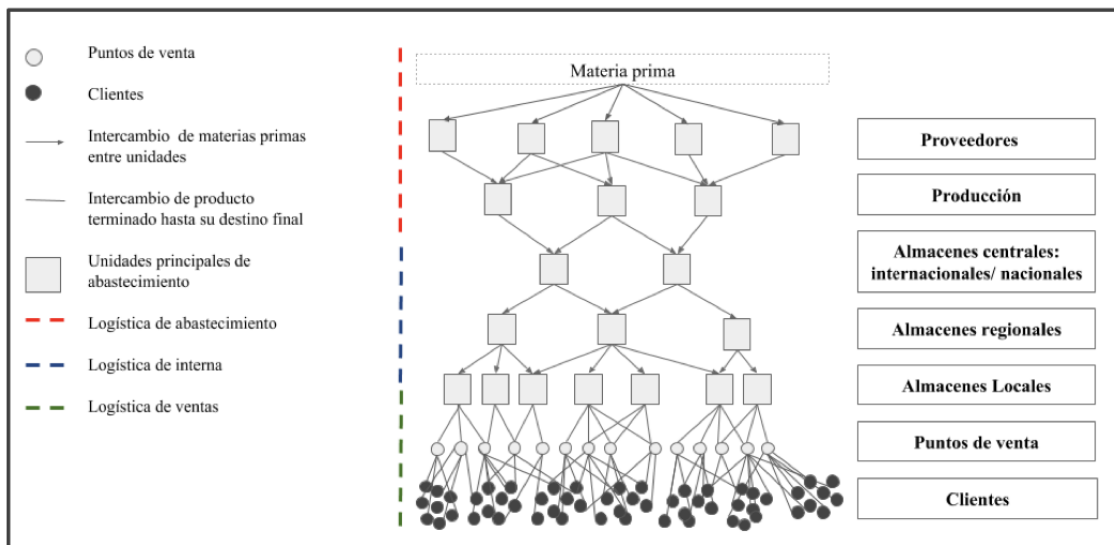 Puntos de venta
Clientes
Intercambio de materias primas
entre unidades
Intercambio de producto
terminado hasta su destino final
Unidades principales de
abastecimiento
Logística de abastecimiento
Logística de interna
Logística de ventas
Materia prima
Proveedores
Producción
Almacenes centrales:
internacionales/ nacionales
Almacenes regionales
Almacenes Locales
Puntos de venta
Clientes